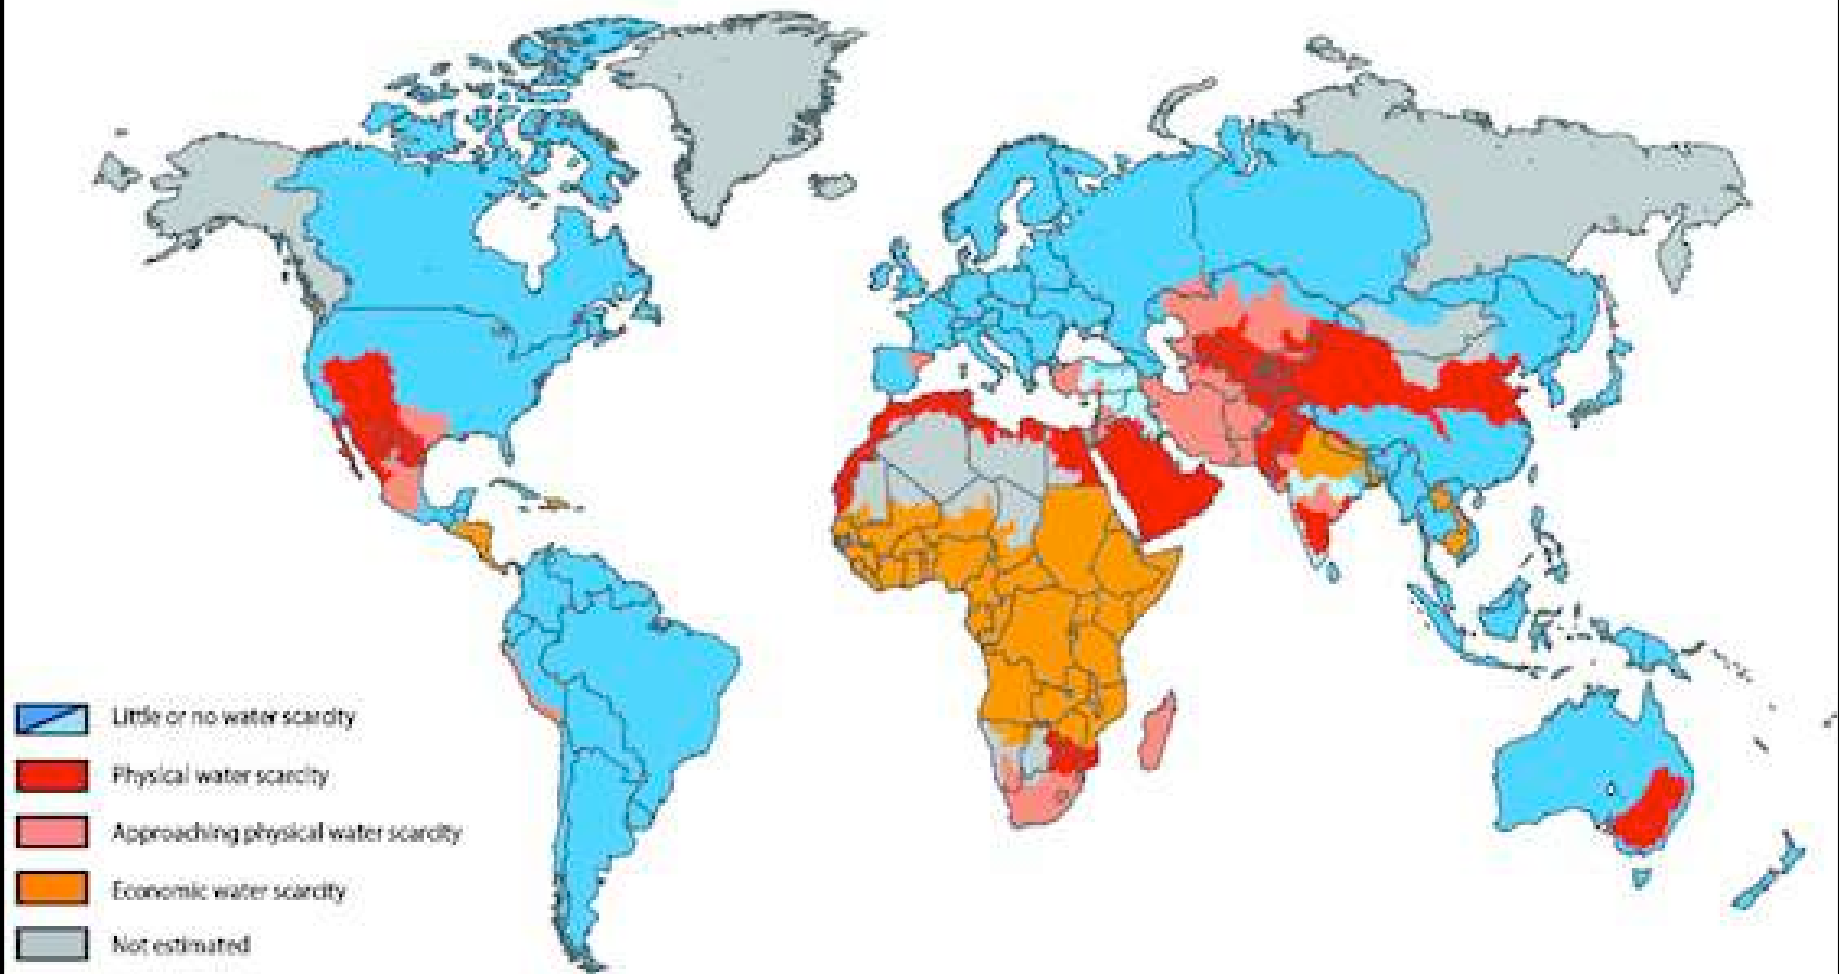 Little or no water scarcity
Physical water scarcity
Approaching physical water scarcity
Economic water scarcity
Not estimated